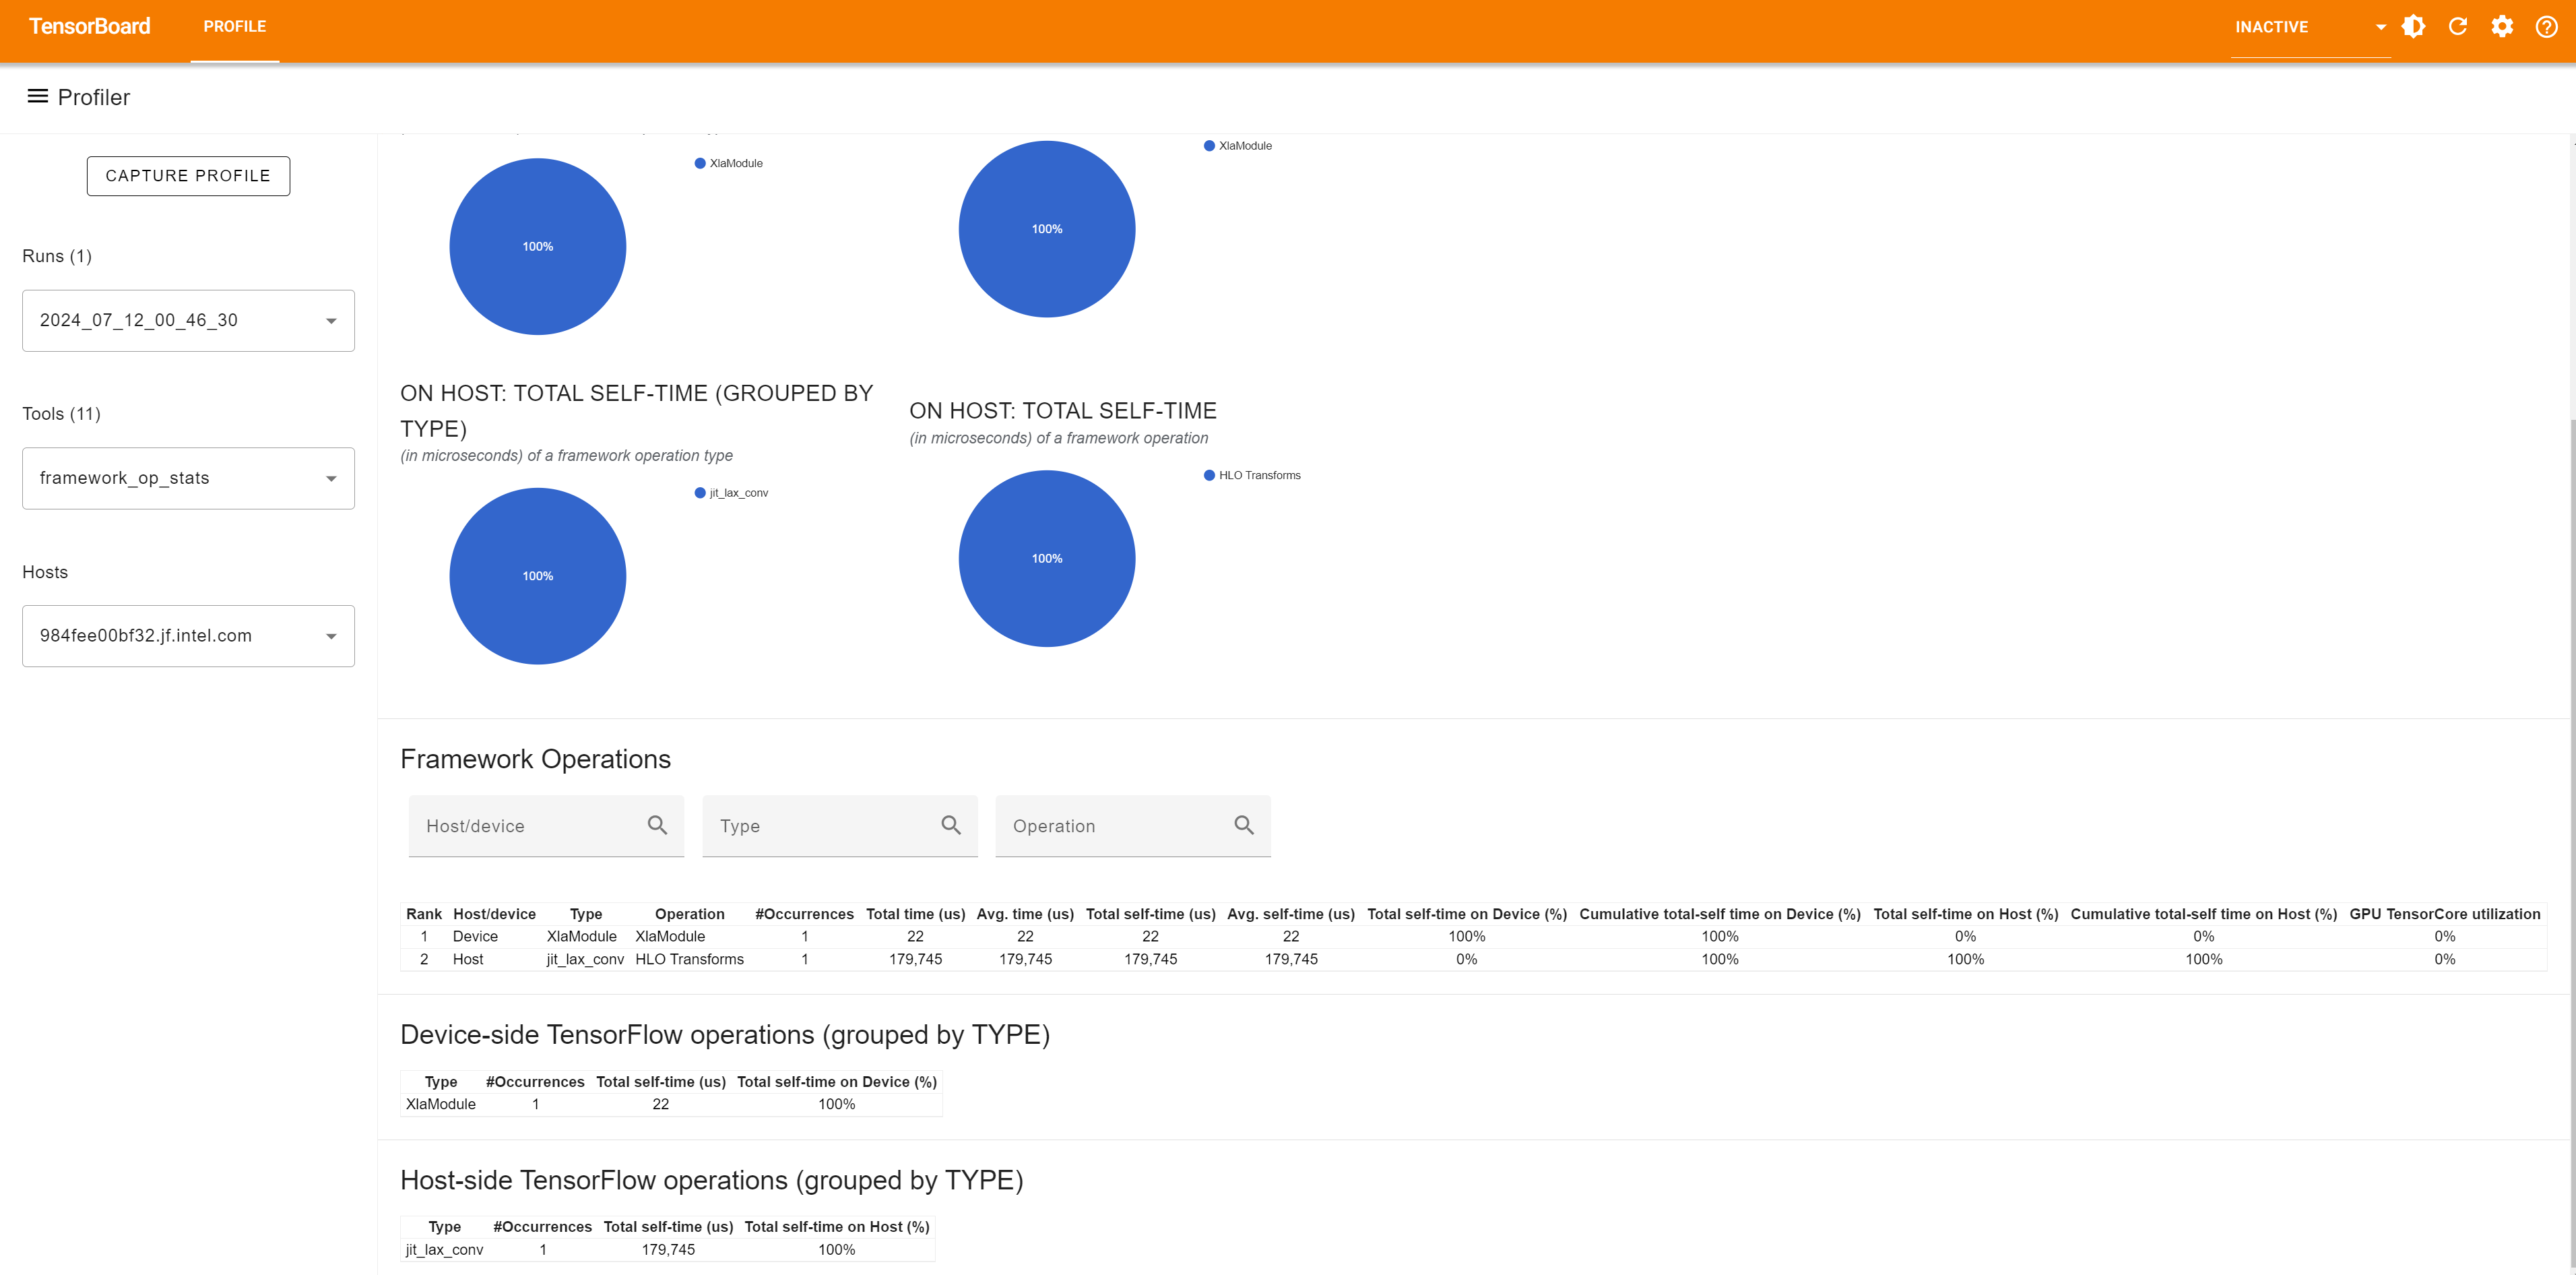 TensorBoard
PROFILE
INACTIVE
Profiler
CAPTURE PROFILE
Runs (1)
2024_07_12_00_46_30
Tools (11)
framework_op_stats
Hosts
984fee00bf32.jf.intel.com
XlaModule
100%
XlaModule
100%
ON HOST: TOTAL SELF-TIME (GROUPED BY
TYPE)
(in microseconds) of a framework operation type
jit_lax_conv
100%
ON HOST: TOTAL SELF-TIME
(in microseconds) of a framework operation
HLO Transforms
100%
Framework Operations
Host/device Type Operation
Rank Host/device Type Operation #Occurrences Total time (us) Avg. time (us) Total self-time (us) Avg. self-time (us) Total self-time on Device (%) Cumulative total-self time on Device (%) Total self-time on Host (%) Cumulative total-self time on Host (%) GPU TensorCore utilization
1 Device XlaModule XlaModule 1 22 22 22 22 100% 100% 0% 0% 0%
2 Host jit_lax_conv HLO Transforms 1 179,745 179,745 179,745 179,745 0% 100% 100% 100% 0%
Device-side TensorFlow operations (grouped by TYPE)
Type #Occurrences Total self-time (us) Total self-time on Device (%)
XlaModule 1 22 100%
Host-side TensorFlow operations (grouped by TYPE)
Type #Occurrences Total self-time (us) Total self-time on Host (%)
jit_lax_conv 1 179,745 100%